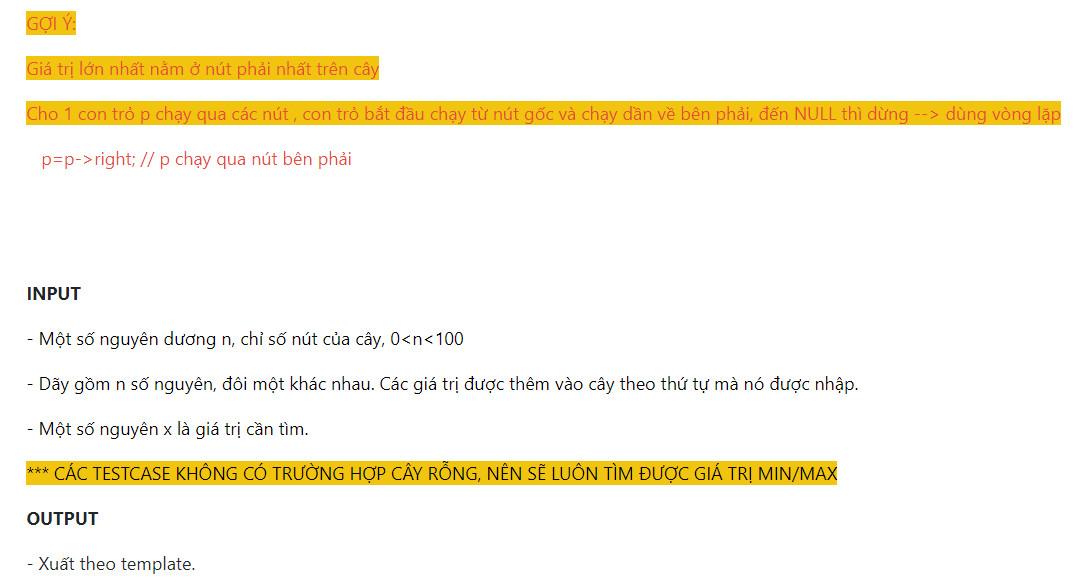 GỢI Ý:
Giá trị lớn nhất nằm ở nút phải nhất trên cây
Cho 1 con trỏ p chạy qua các nút , con trỏ bắt đầu chạy từ nút gốc và chạy dần về bên phải, đến NULL thì dừng --> dùng vòng lặp
p=p->right; // p chạy qua nút bên phải
INPUT
- Một số nguyên dương n, chỉ số nút của cây, 0<n<100
- Dãy gồm n số nguyên, đôi một khác nhau. Các giá trị được thêm vào cây theo thứ tự mà nó được nhập.
- Một số nguyên x là giá trị cần tìm.
*** CÁC TESTCASE KHÔNG CÓ TRƯỜNG HỢP CÂY RỖNG, NÊN SẼ LUÔN TÌM ĐƯỢC GIÁ TRỊ MIN/MAX
OUTPUT
- Xuất theo template.